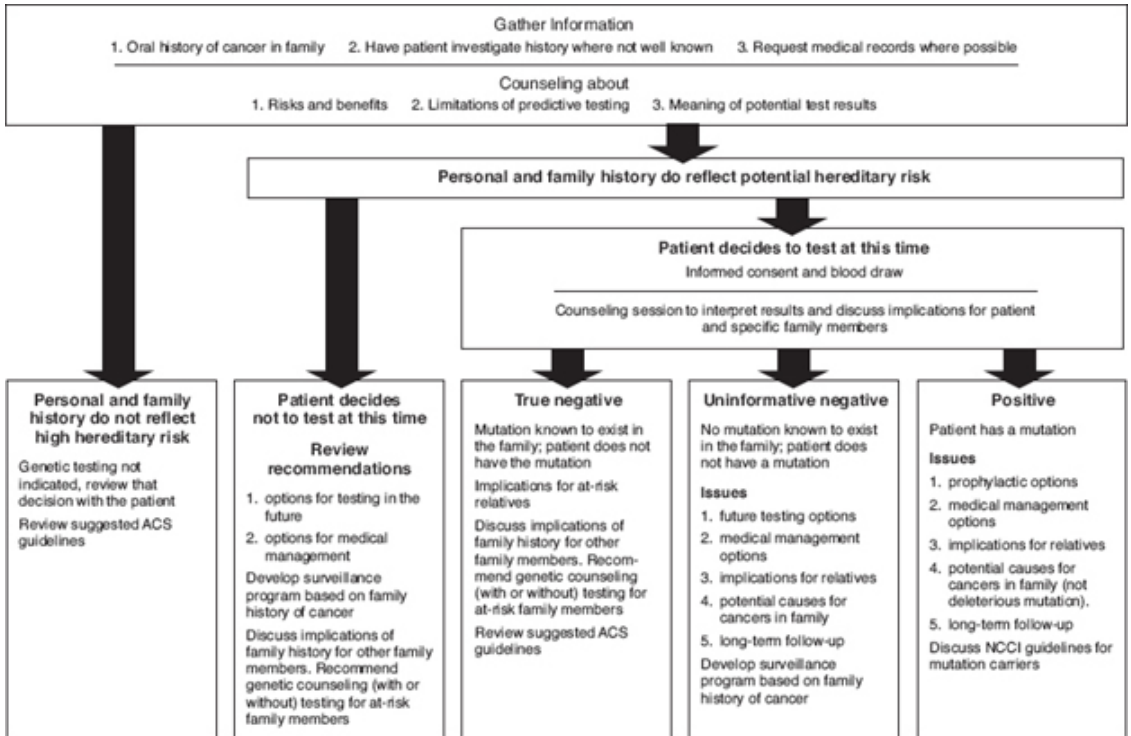 Gather Information
1. Oral history of cancer in family 2. Have patient investigate history where not well known 3. Request medical records where possible
Counseling about
1. Risks and benefits 2. Limitations of predictive testing 3. Meaning of potential test results
Personal and family history do reflect potential hereditary risk
Patient decides to test at this time
Informed consent and blood draw
Counseling session to interpret results and discuss implications for patient
and specific family members
Personal and family
history do not reflect
high hereditary risk
Genetic testing not
indicated, review that
decision with the patient
Review suggested ACS
guidelines
Patient decides
not to test at this time
Review
recommendations
1. options for testing in the
future
2. options for medical
management
Develop surveillance
program based on family
history of cancer
Discuss implications of
family history for other family
members. Recommend
genetic counseling (with or
without) testing for at-risk
family members
True negative
Mutation known to exist in
the family; patient does not
have the mutation
Implications for at-risk
relatives
Discuss implications of
family history for other
family members. Recom-
mend genetic counseling
(with or without) testing for
at-risk family members
Review suggested ACS
guidelines
Uninformative negative
No mutation known to exist
in the family; patient does
not have a mutation
Issues
1. future testing options
2. medical management
options
3. implications for relatives
4. potential causes for
cancers in family
5. long-term follow-up
Develop surveillance
program based on family
history of cancer
Positive
Patient has a mutation
Issues
1. prophylactic options
2. medical management
options
3. implications for relatives
4. potential causes for
cancers in family (not
deleterious mutation).
5. long-term follow-up
Discuss NCCI guidelines for
mutation carriers